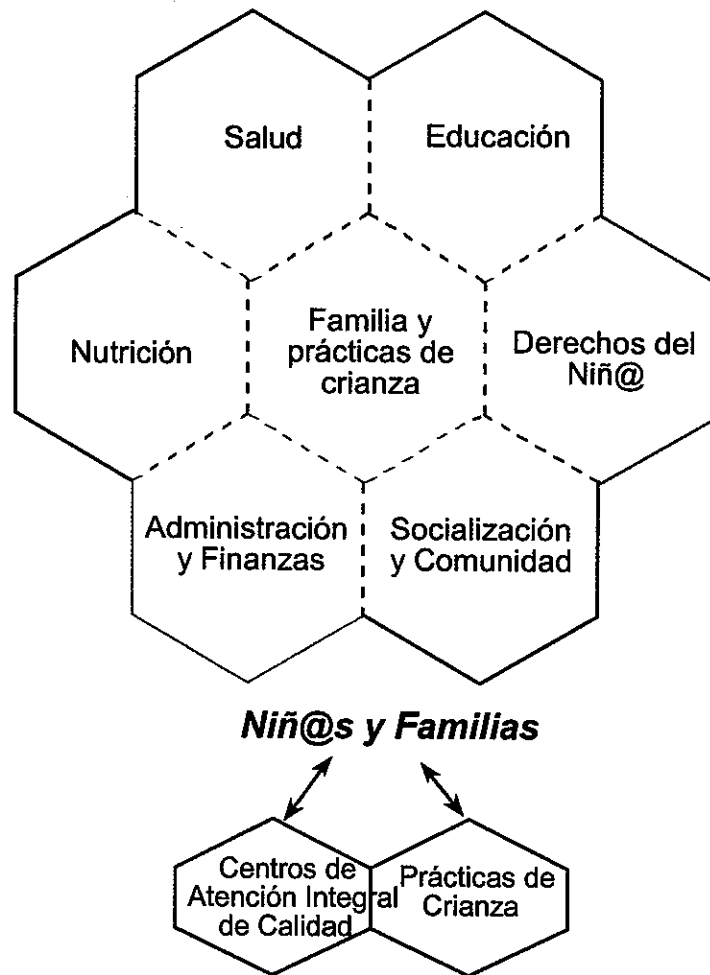 Salud
Educación
Nutrición
Familia y
prácticas de
crianza
Derechos del
Niñ@
Administración
y Finanzas
Socialización
y Comunidad
Niñ@s y Familias
Centros de
Atención Integral
de Calidad
Prácticas de
Crianza